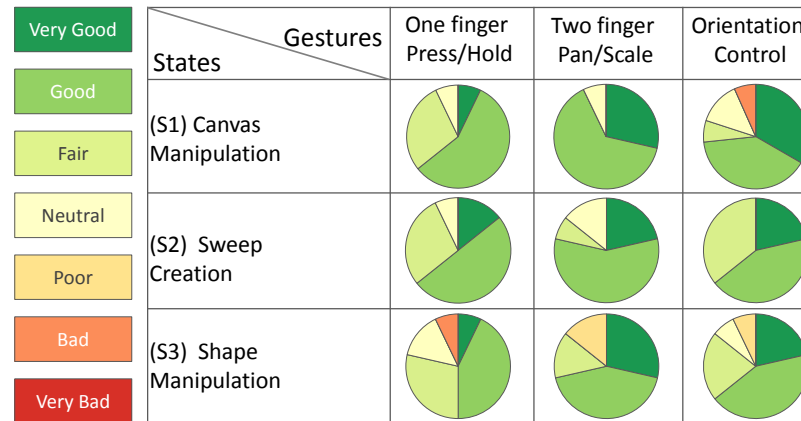 Very Good
Good
Fair
Neutral
Poor
Bad
Very Bad
Gestures
States
One finger
Press/Hold
Two finger
Pan/Scale
Orientation
Control
(S1) Canvas
Manipulation
(S2) Sweep
Creation
(S3) Shape
Manipulation